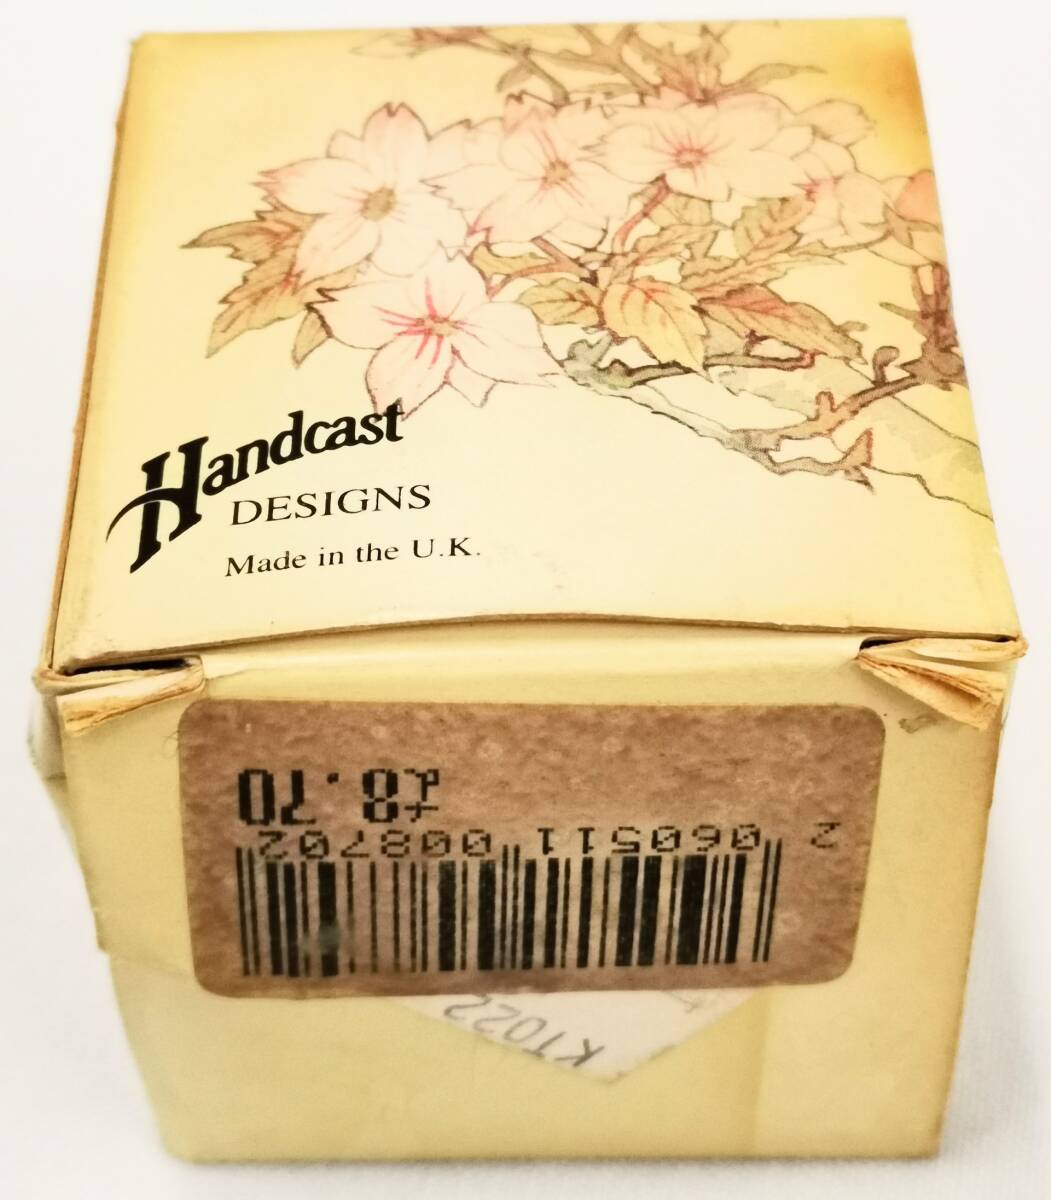 Handcast
DESIGNS
Made in the U.K.
2 060511 008702
£8.70
KT022